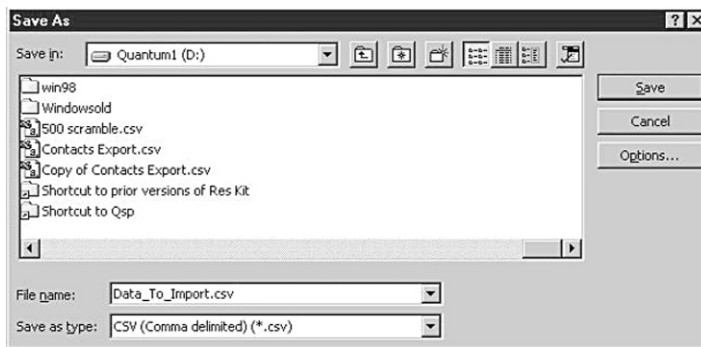 Save As
Save in: Quantum1 (D:)
win98
Windowsold
500 scramble.csv
Contacts Export.csv
Copy of Contacts Export.csv
Shortcut to prior versions of Res Kit
Shortcut to Qsp
Save
Cancel
Options...
File name: Data_To_Import.csv
Save as type: CSV (Comma delimited) (*.csv)